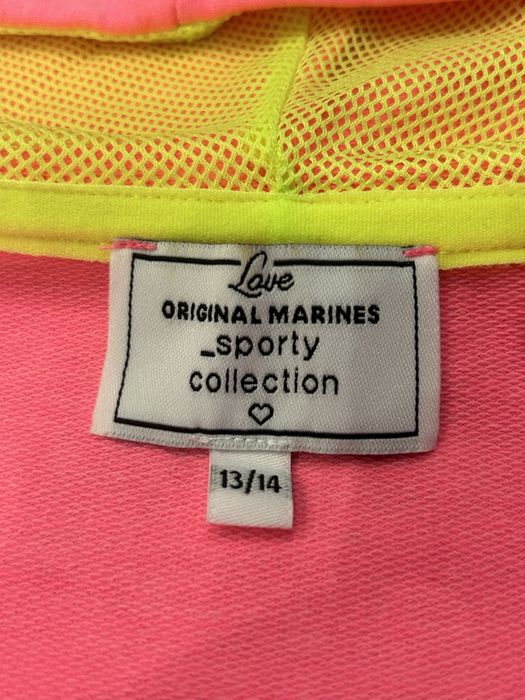 Love
ORIGINAL MARINES
_sporty
collection
13/14